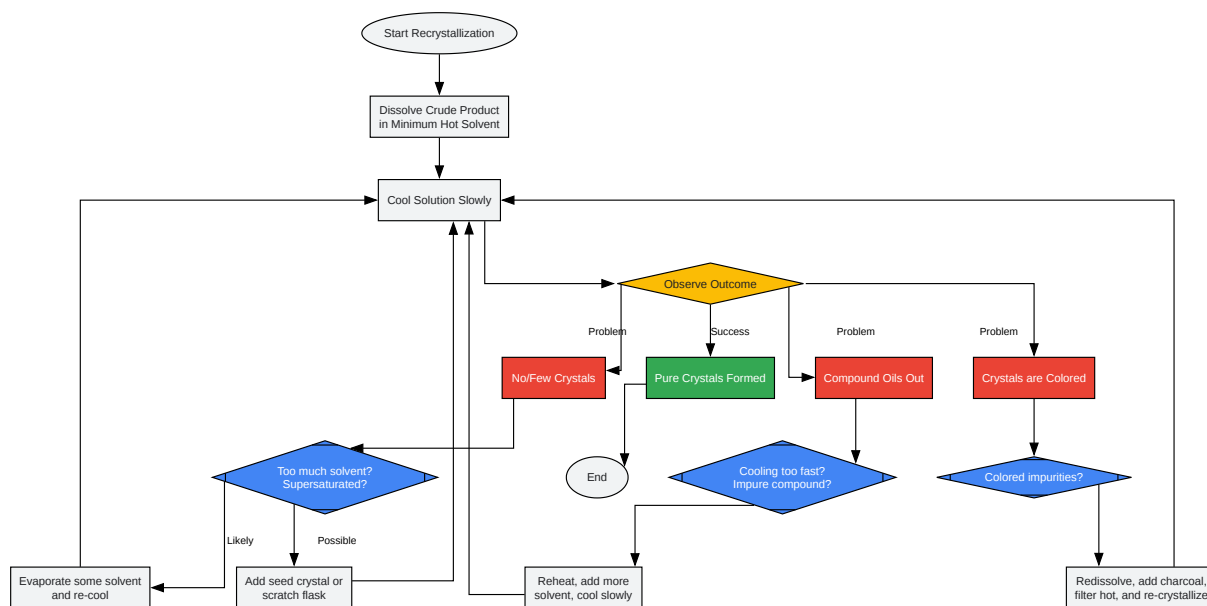 Start Recrystallization
Dissolve Crude Product
in Minimum Hot Solvent
Cool Solution Slowly
Observe Outcome
Problem
Success
Problem
Problem
No/Few Crystals
Pure Crystals Formed
Compound Oils Out
Crystals are Colored
Too much solvent?
Supersaturated?
End
Cooling too fast?
Impure compound?
Colored impurities?
Likely
Possible
Evaporate some solvent
and re-cool
Add seed crystal or
scratch flask
Reheat, add more
solvent, cool slowly
Redissolve, add charcoal,
filter hot, and re-crystallize